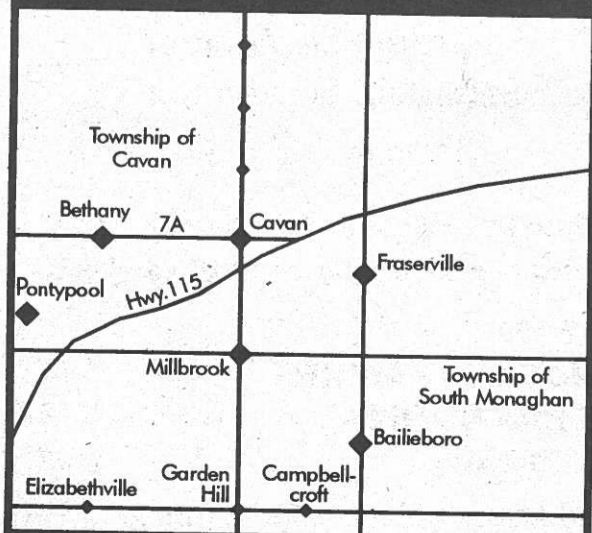 Township of
Cavan
Bethany
7A
Cavan
Fraserville
Pontypool
Hwy.115
Millbrook
Township of
South Monaghan
Bailieboro
Elizabethville
Garden
Hill
Campbell-
croft